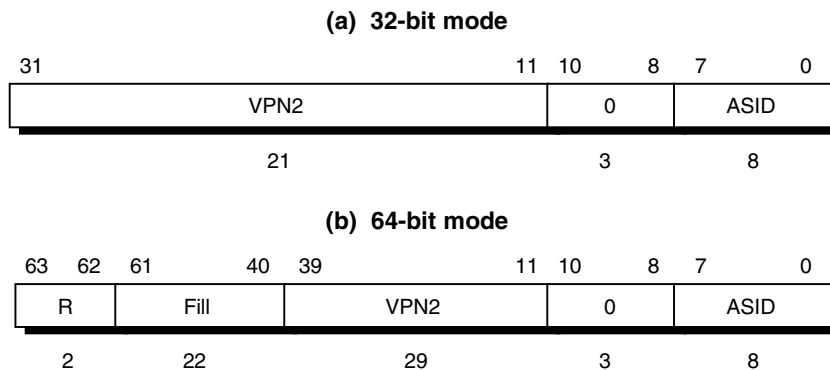 (a) 32-bit mode
31 11 10 8 7 0
VPN2 0 ASID
21 3 8
(b) 64-bit mode
63 62 61 40 39 11 10 8 7 0
R Fill VPN2 0 ASID
2 22 29 3 8